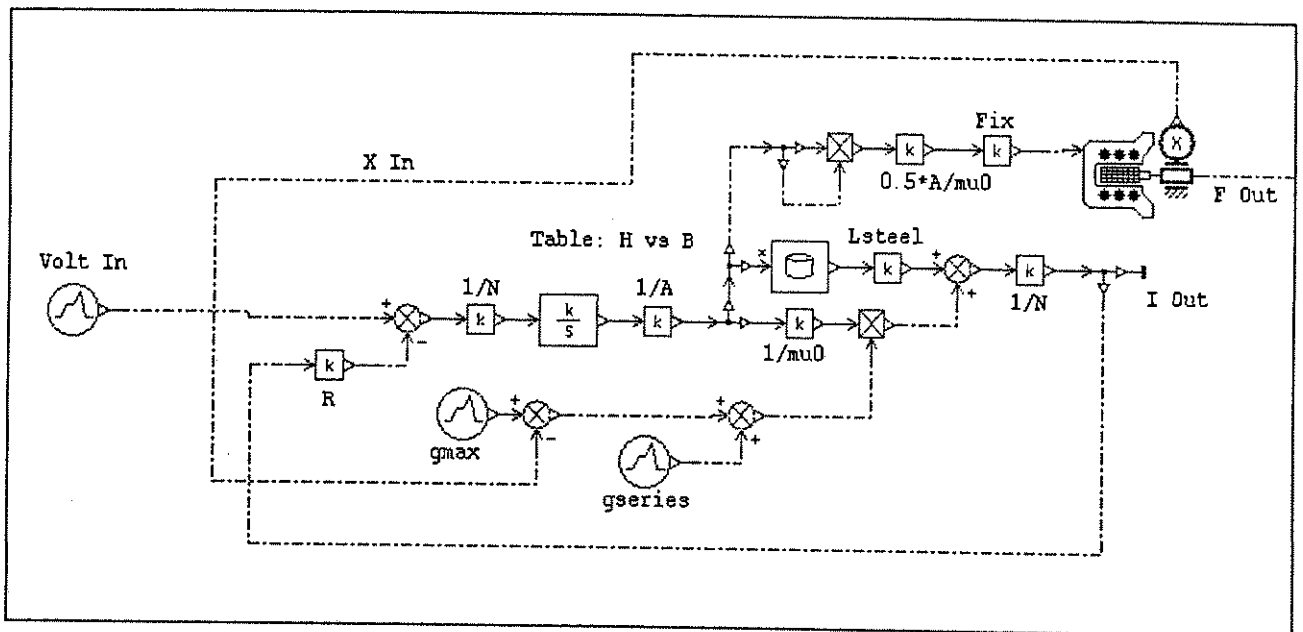 Fix
k
k
X
X In
0.5*A/mu0
F Out
Table: H vs B
Lsteel
Volt In
x
k
+
1/N
1/A
+
k
I Out
+
k
k
S
k
1/N
-
k
k
1/mu0
R
+
+
gmax
-
+
gseries